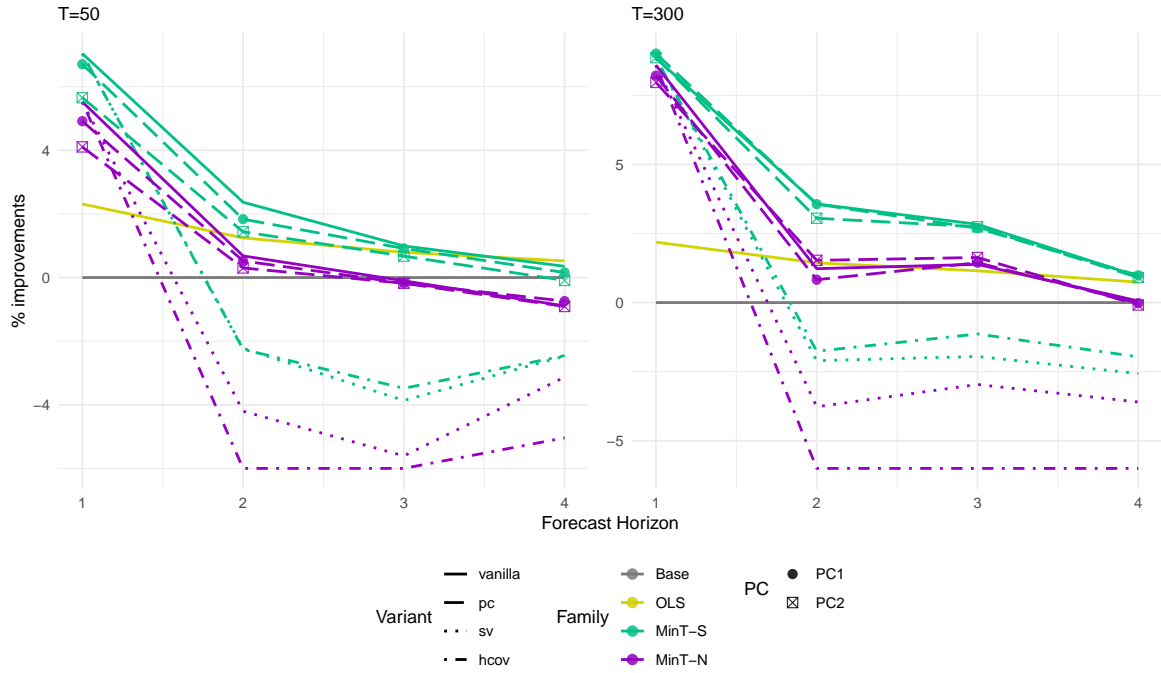 T=50
T=300
% improvements
4
0
−4
1
2
3
4
5
0
−5
1
2
3
4
Forecast Horizon
Variant
vanilla
pc
sv
hcov
Family
Base
OLS
MinT−S
MinT−N
PC
PC1
PC2